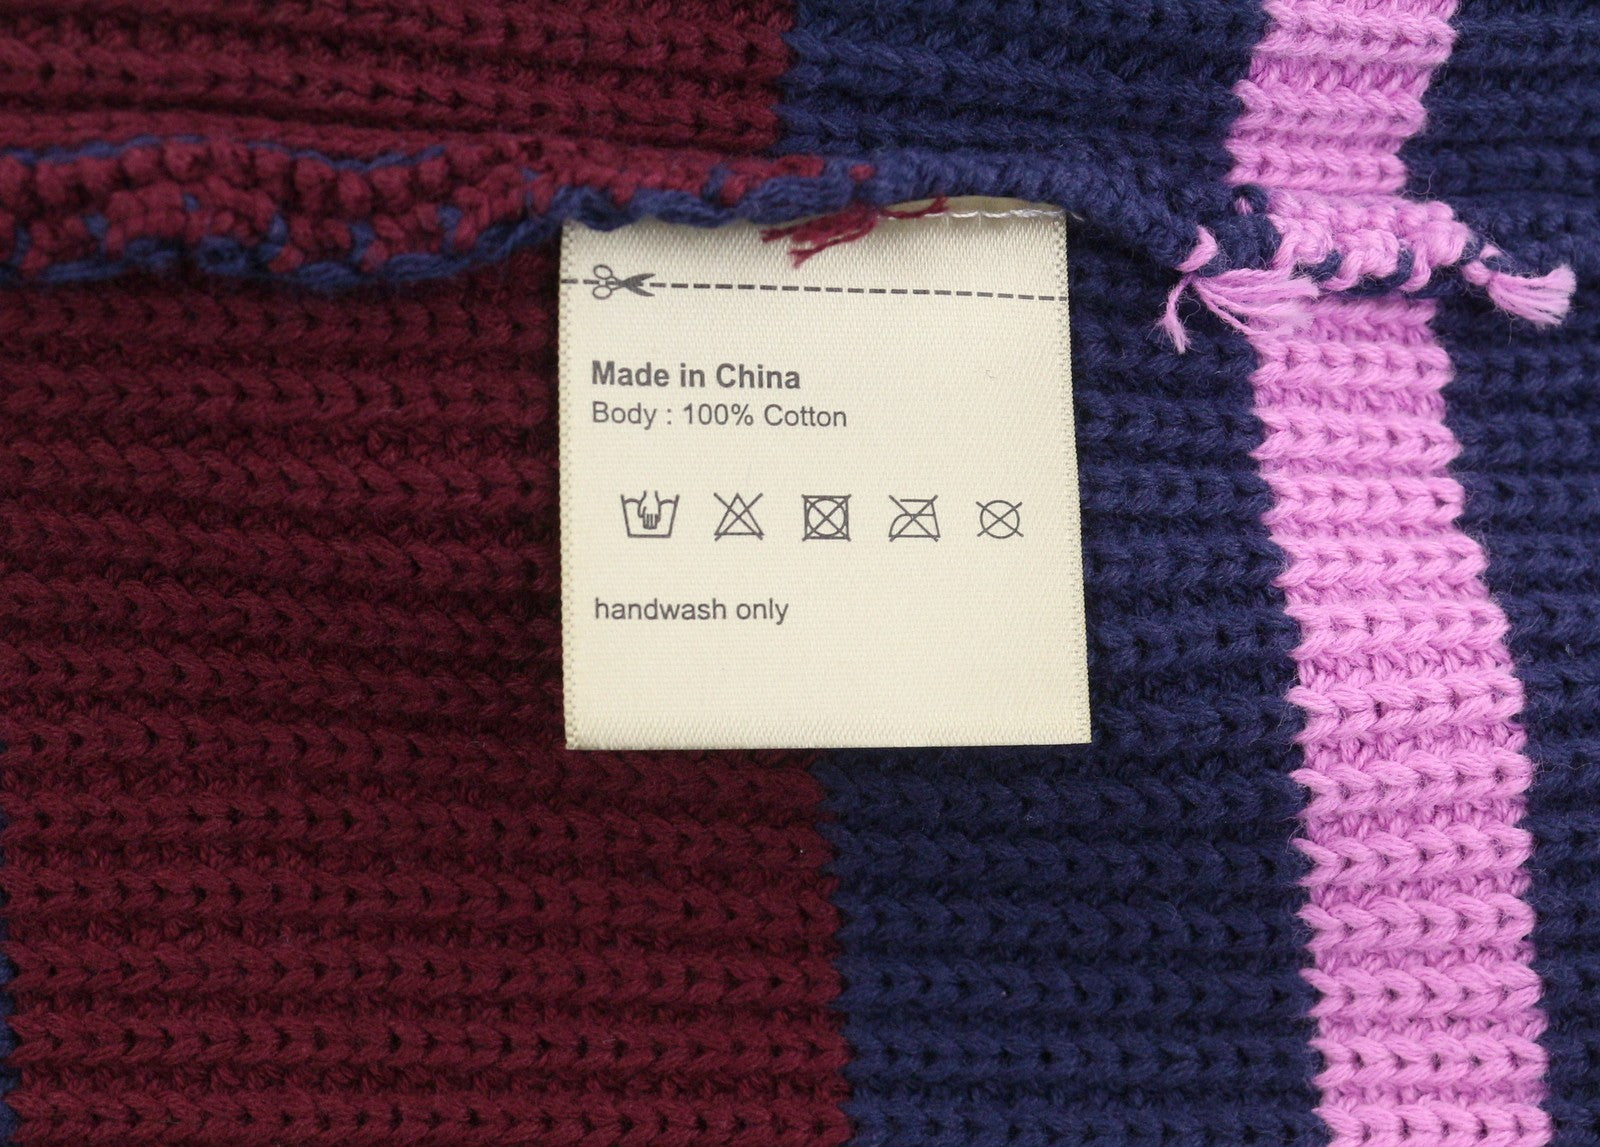 Made in China
Body : 100% Cotton
handwash only